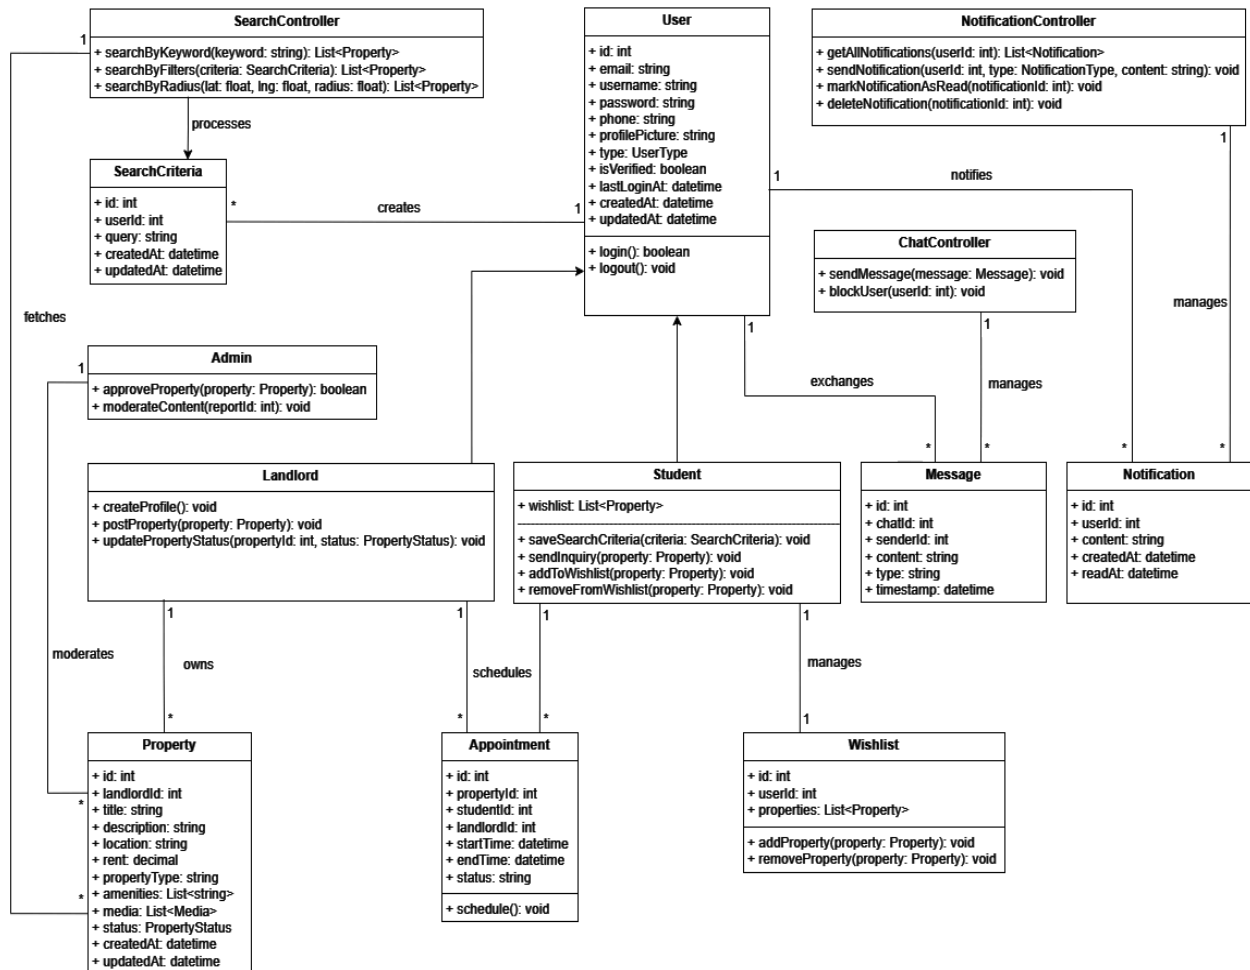 SearchController
+ searchByKeyword(keyword: string): List<Property>
+ searchByFilters(criteria: SearchCriteria): List<Property>
+ searchByRadius(lat: float, lng: float, radius: float): List<Property>
1
processes
fetches
SearchCriteria
+ id: int
+ userId: int
+ query: string
+ createdAt: datetime
+ updatedAt: datetime
*
creates
1
User
+ id: int
+ email: string
+ username: string
+ password: string
+ phone: string
+ profilePicture: string
+ type: UserType
+ isVerified: boolean
+ lastLoginAt: datetime
+ createdAt: datetime
+ updatedAt: datetime
+ login(): boolean
+ logout(): void
1
notifies
1
exchanges
NotificationController
+ getAllNotifications(userId: int): List<Notification>
+ sendNotification(userId: int, type: NotificationType, content: string): void
+ markNotificationAsRead(notificationId: int): void
+ deleteNotification(notificationId: int): void
1
manages
ChatController
+ sendMessage(message: Message): void
+ blockUser(userId: int): void
1
manages
Admin
+ approveProperty(property: Property): boolean
+ moderateContent(reportId: int): void
1
moderates
Landlord
+ createProfile(): void
+ postProperty(property: Property): void
+ updatePropertyStatus(propertyId: int, status: PropertyStatus): void
1
owns
1
schedules
Student
+ wishlist: List<Property>
+ saveSearchCriteria(criteria: SearchCriteria): void
+ sendInquiry(property: Property): void
+ addToWishlist(property: Property): void
+ removeFromWishlist(property: Property): void
1
1
manages
*
*
Message
+ id: int
+ chatId: int
+ senderId: int
+ content: string
+ type: string
+ timestamp: datetime
*
*
Notification
+ id: int
+ userId: int
+ content: string
+ createdAt: datetime
+ readAt: datetime
*
*
*
Property
+ id: int
+ landlordId: int
+ title: string
+ description: string
+ location: string
+ rent: decimal
+ propertyType: string
+ amenities: List<string>
+ media: List<Media>
+ status: PropertyStatus
+ createdAt: datetime
+ updatedAt: datetime
*
*
Appointment
+ id: int
+ propertyId: int
+ studentId: int
+ landlordId: int
+ startTime: datetime
+ endTime: datetime
+ status: string
+ schedule(): void
1
Wishlist
+ id: int
+ userId: int
+ properties: List<Property>
+ addProperty(property: Property): void
+ removeProperty(property: Property): void